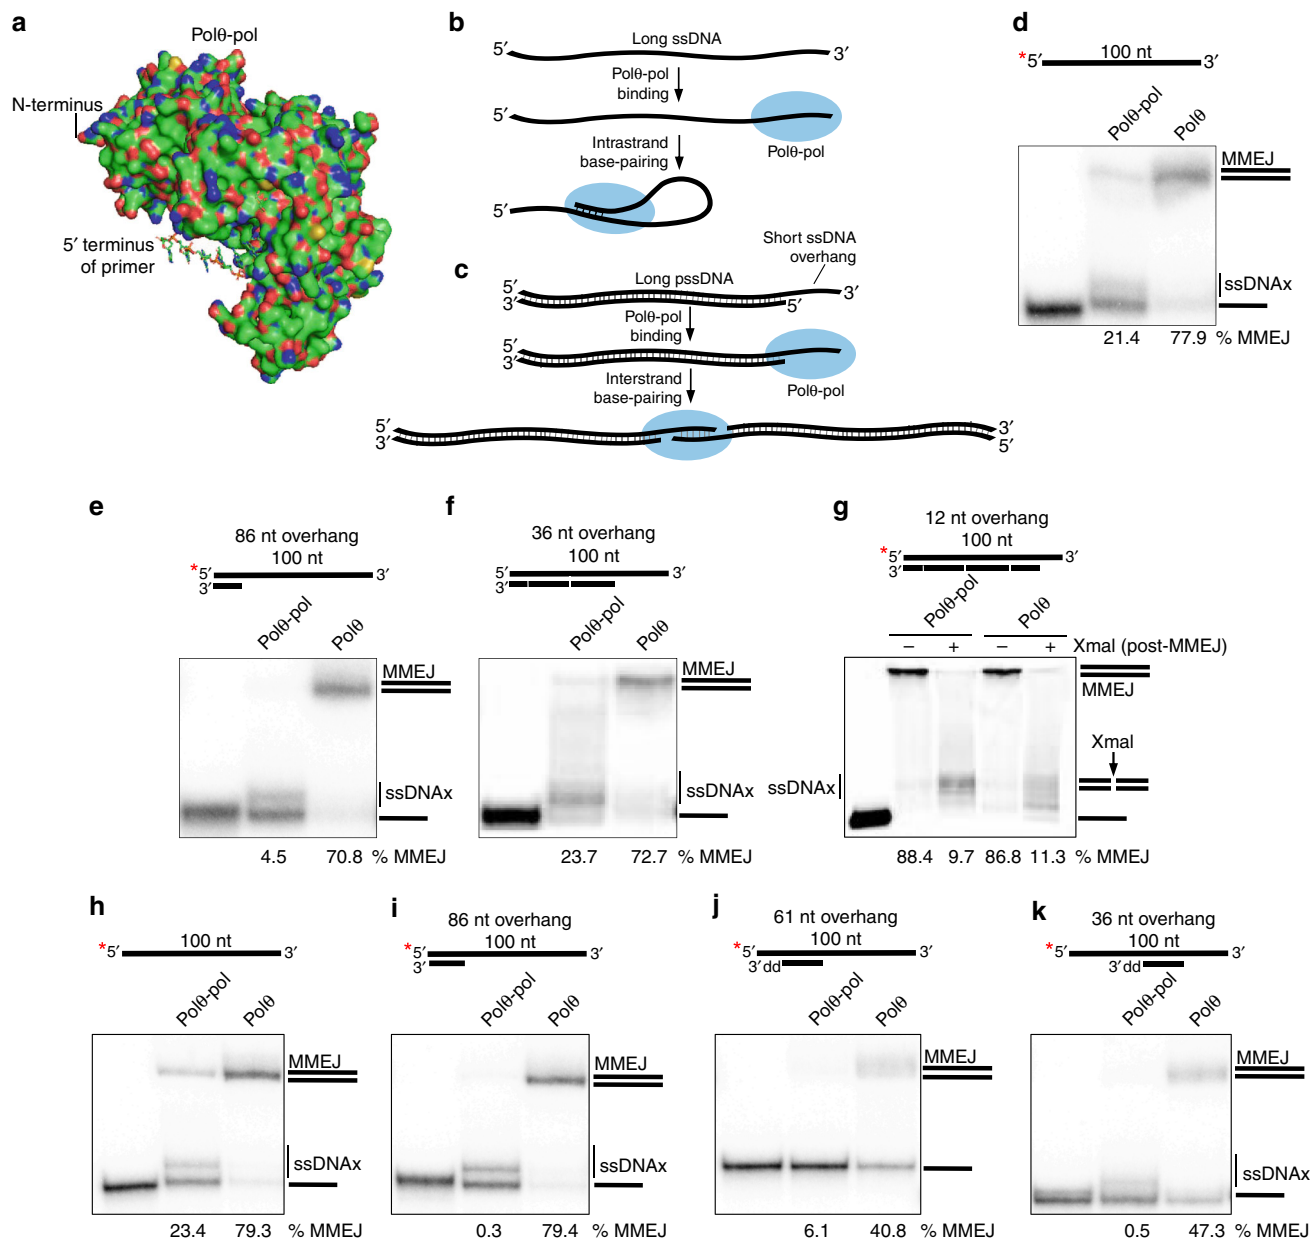 a
Polθ-pol
N-terminus
5′ terminus
of primer
b
Long ssDNA
5′
3′
Polθ-pol
binding
Polθ-pol
Intrastrand
base-pairing
5′
5′
c
Short ssDNA
overhang
Long pssDNA
5′
3′
3′
5′
Polθ-pol
binding
5′
3′
Polθ-pol
Interstrand
base-pairing
5′
3′
3′
5′
d
100 nt
*5′
3′
Polθ-pol
Polθ
MMEJ
ssDNAx
21.4 77.9 % MMEJ
e
86 nt overhang
100 nt
*5′
3′
3′
Polθ-pol
Polθ
MMEJ
ssDNAx
4.5 70.8 % MMEJ
f
36 nt overhang
100 nt
5′
3′
3′
Polθ-pol
Polθ
MMEJ
ssDNAx
23.7 72.7 % MMEJ
g
12 nt overhang
100 nt
*5′
3′
3′
Polθ-pol
Polθ
− + − + XmaI (post-MMEJ)
MMEJ
XmaI
ssDNAx
88.4 9.7 86.8 11.3 % MMEJ
h
100 nt
*5′
3′
Polθ-pol
Polθ
MMEJ
ssDNAx
23.4 79.3 % MMEJ
i
86 nt overhang
100 nt
*5′
3′
3′
Polθ-pol
Polθ
MMEJ
ssDNAx
0.3 79.4 % MMEJ
j
61 nt overhang
100 nt
*5′
3′
3′dd
Polθ-pol
Polθ
MMEJ
6.1 40.8 % MMEJ
k
36 nt overhang
100 nt
*5′
3′
3′dd
Polθ-pol
Polθ
MMEJ
ssDNAx
0.5 47.3 % MMEJ